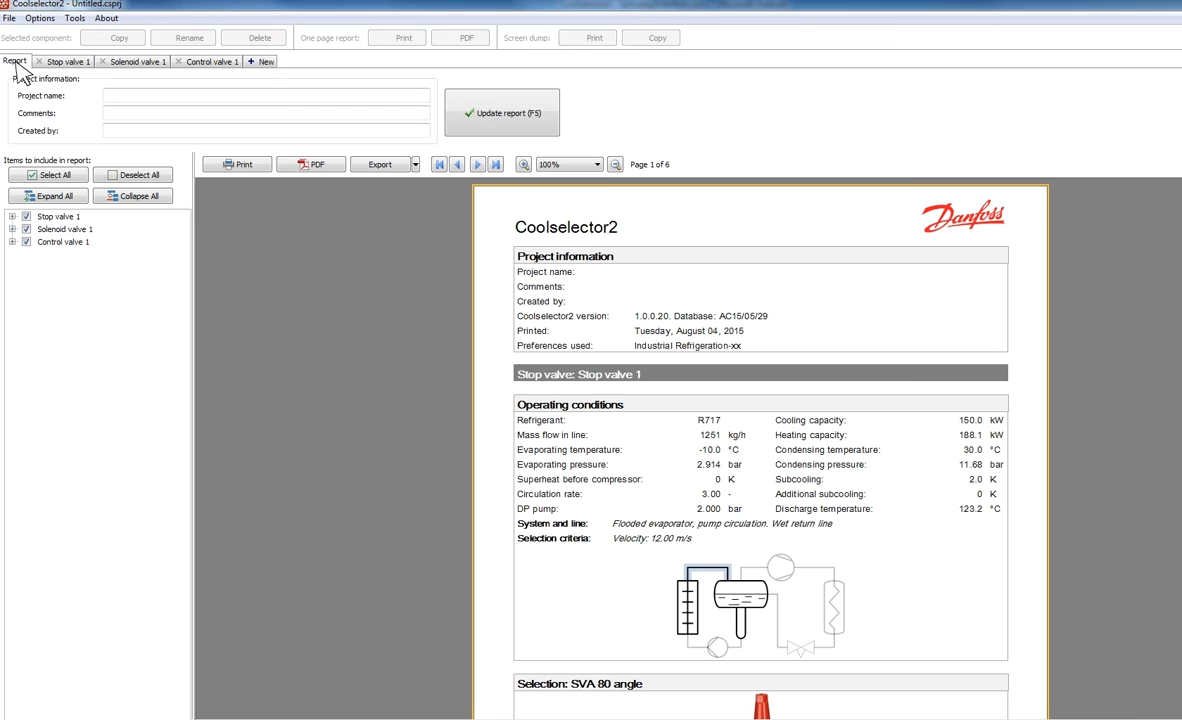 Coolselector2 - Untitled.csprj
File Options Tools About
Selected component: Copy Rename Delete One page report: Print PDF Screen dump: Print Copy
Report Stop valve 1 Solenoid valve 1 Control valve 1 New
Project information:
Project name:
Comments:
Created by:
Update report (F5)
Items to include in report:
Select All Deselect All
Expand All Collapse All
Stop valve 1
Solenoid valve 1
Control valve 1
Print PDF Export 100% Page 1 of 6
Danfoss
Coolselector2
Project information
Project name:
Comments:
Created by:
Coolselector2 version: 1.0.0.20. Database: AC15/05/29
Printed: Tuesday, August 04, 2015
Preferences used: Industrial Refrigeration-xx
Stop valve: Stop valve 1
Operating conditions
Refrigerant: R717 Cooling capacity: 150.0 kW
Mass flow in line: 1251 kg/h Heating capacity: 188.1 kW
Evaporating temperature: -10.0 °C Condensing temperature: 30.0 °C
Evaporating pressure: 2.914 bar Condensing pressure: 11.68 bar
Superheat before compressor: 0 K Subcooling: 2.0 K
Circulation rate: 3.00 - Additional subcooling: 0 K
DP pump: 2.000 bar Discharge temperature: 123.2 °C
System and line: Flooded evaporator, pump circulation. Wet return line
Selection criteria: Velocity: 12.00 m/s
Selection: SVA 80 angle